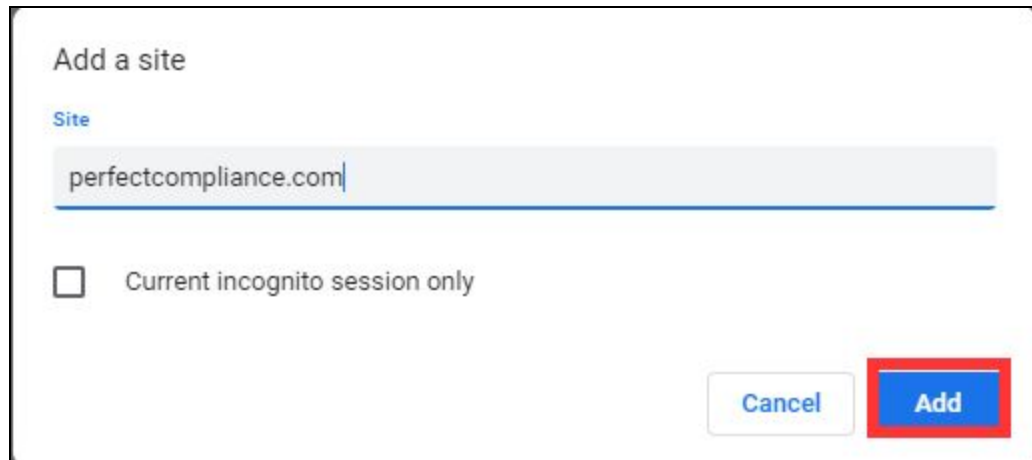 Add a site
Site
perfectcompliance.com
Current incognito session only
Cancel
Add